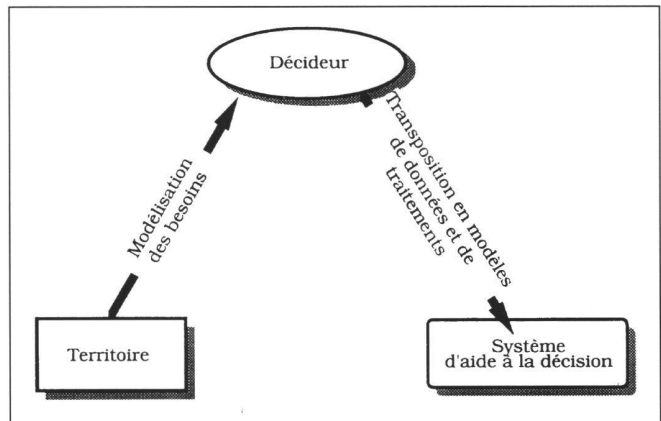 Décideur
Modélisation
des besoins
Transposition en modèles
de données et de
traitements
Territoire
Système
d'aide à la décision